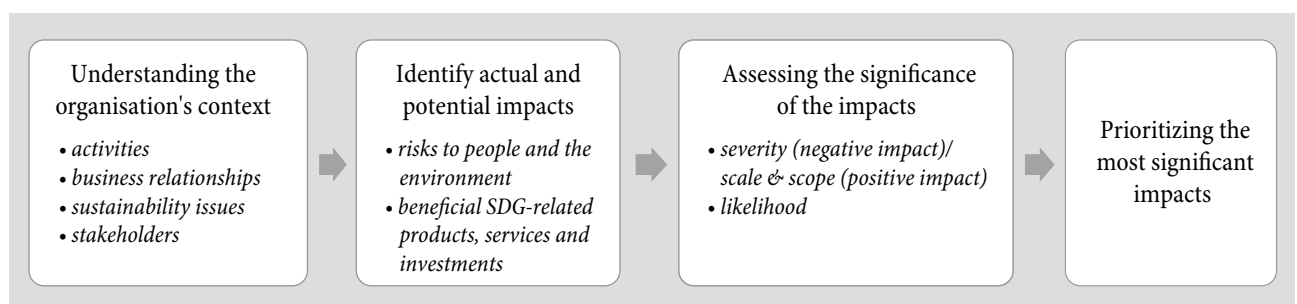 Understanding the
organisation's context
• activities
• business relationships
• sustainability issues
• stakeholders
Identify actual and
potential impacts
• risks to people and the
environment
• beneficial SDG-related
products, services and
investments
Assessing the significance
of the impacts
• severity (negative impact)/
scale & scope (positive impact)
• likelihood
Prioritizing the
most significant
impacts